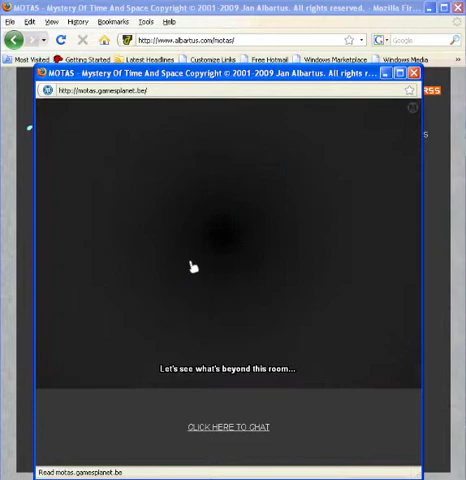 MOTAS - Mystery Of Time And Space Copyright © 2001-2009 Jan Albartus. All rights reserved. - Mozilla Fir...
Edit View History Bookmarks Tools Help
http://www.albartus.com/motas/
Google
Most Visited Getting Started Latest Headlines Customize Links Free Hotmail Windows Marketplace Windows Media
MOTAS - Mystery Of Time And Space Copyright © 2001-2009 Jan Albartus. All rights r...
http://motas.gamesplanet.be/
RSS
S
Let's see what's beyond this room...
CLICK HERE TO CHAT
Read motas.gamesplanet.be